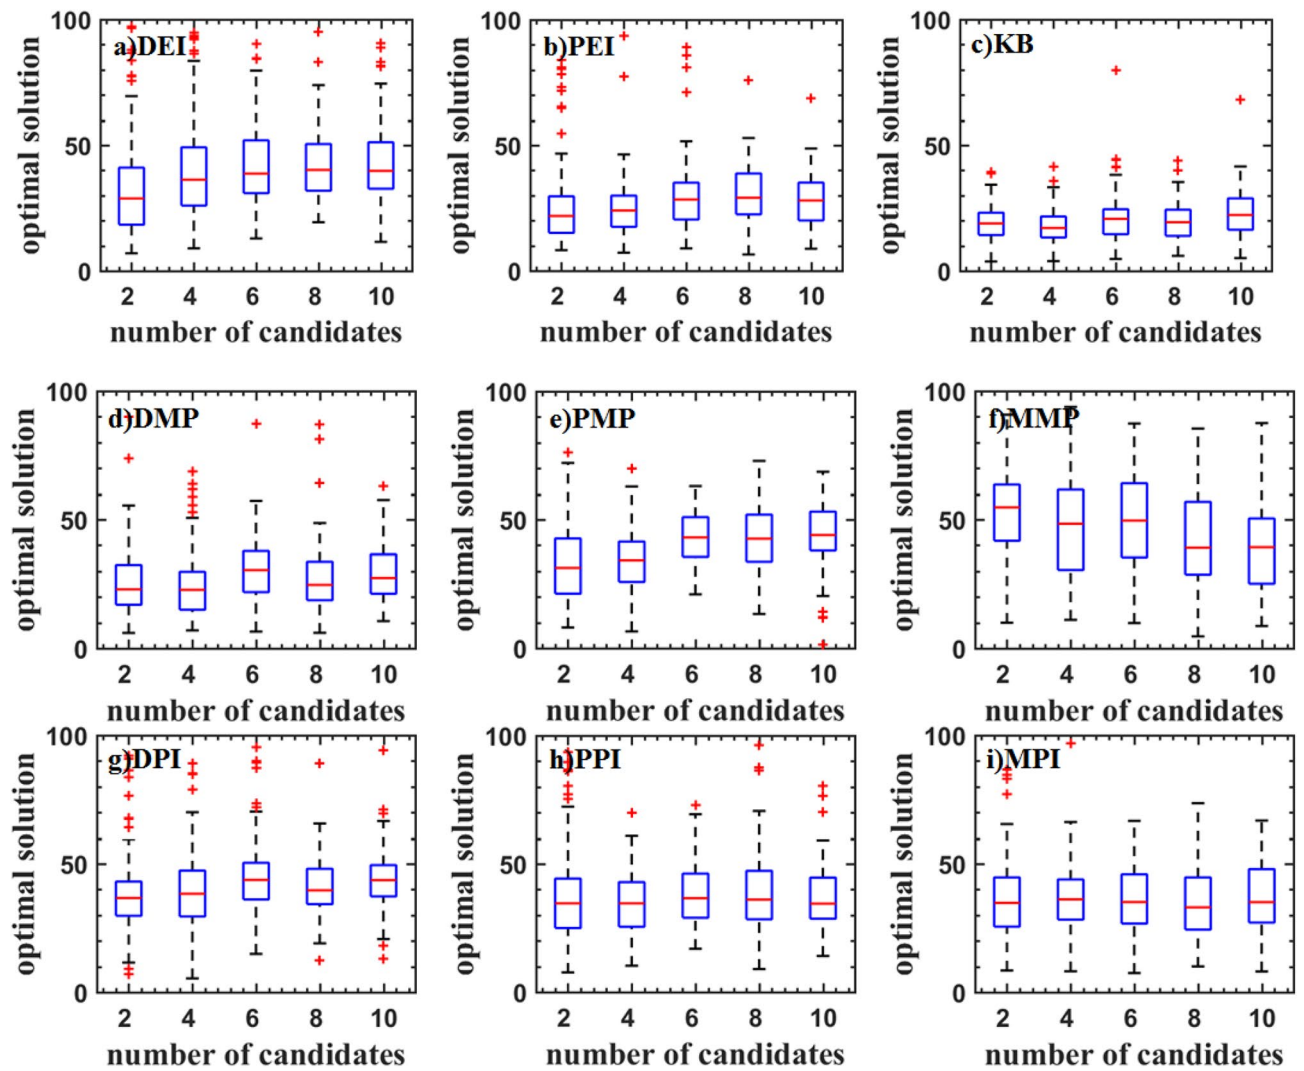 100
50
0
optimal solution
a)DEI
2 4 6 8 10
number of candidates
100
50
0
optimal solution
b)PEI
2 4 6 8 10
number of candidates
100
50
0
optimal solution
c)KB
2 4 6 8 10
number of candidates
100
50
0
optimal solution
d)DMP
2 4 6 8 10
number of candidates
100
50
0
optimal solution
e)PMP
2 4 6 8 10
number of candidates
100
50
0
optimal solution
f)MMP
2 4 6 8 10
number of candidates
100
50
0
optimal solution
g)DPI
2 4 6 8 10
number of candidates
100
50
0
optimal solution
h)PPI
2 4 6 8 10
number of candidates
100
50
0
optimal solution
i)MPI
2 4 6 8 10
number of candidates